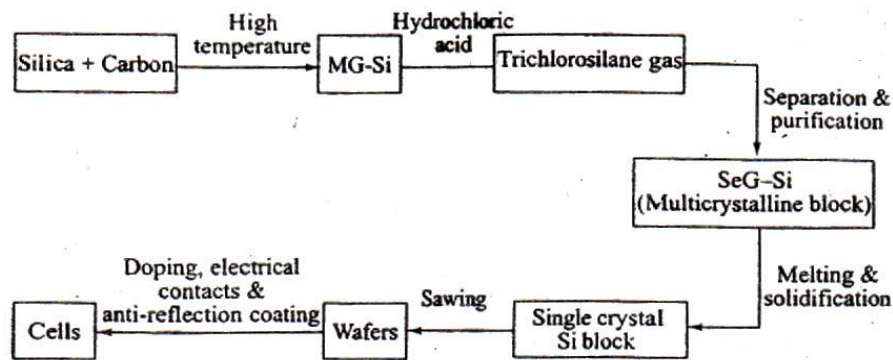 High
temperature
Hydrochloric
acid
Silica + Carbon
MG-Si
Trichlorosilane gas
Separation &
purification
SeG–Si
(Multicrystalline block)
Melting &
solidification
Single crystal
Si block
Sawing
Wafers
Doping, electrical
contacts &
anti-reflection coating
Cells